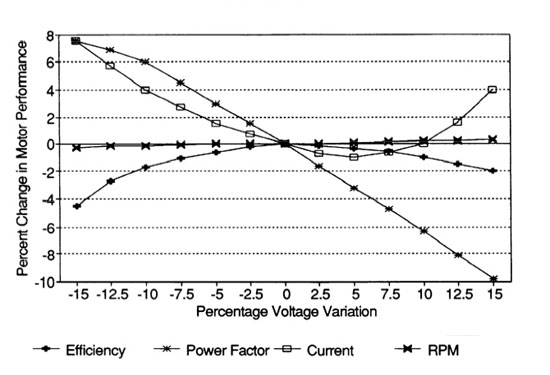 Percent Change in Motor Performance
8
6
4
2
0
-2
-4
-6
-8
-10
-15 -12.5 -10 -7.5 -5 -2.5 0 2.5 5 7.5 10 12.5 15
Percentage Voltage Variation
Efficiency Power Factor Current RPM